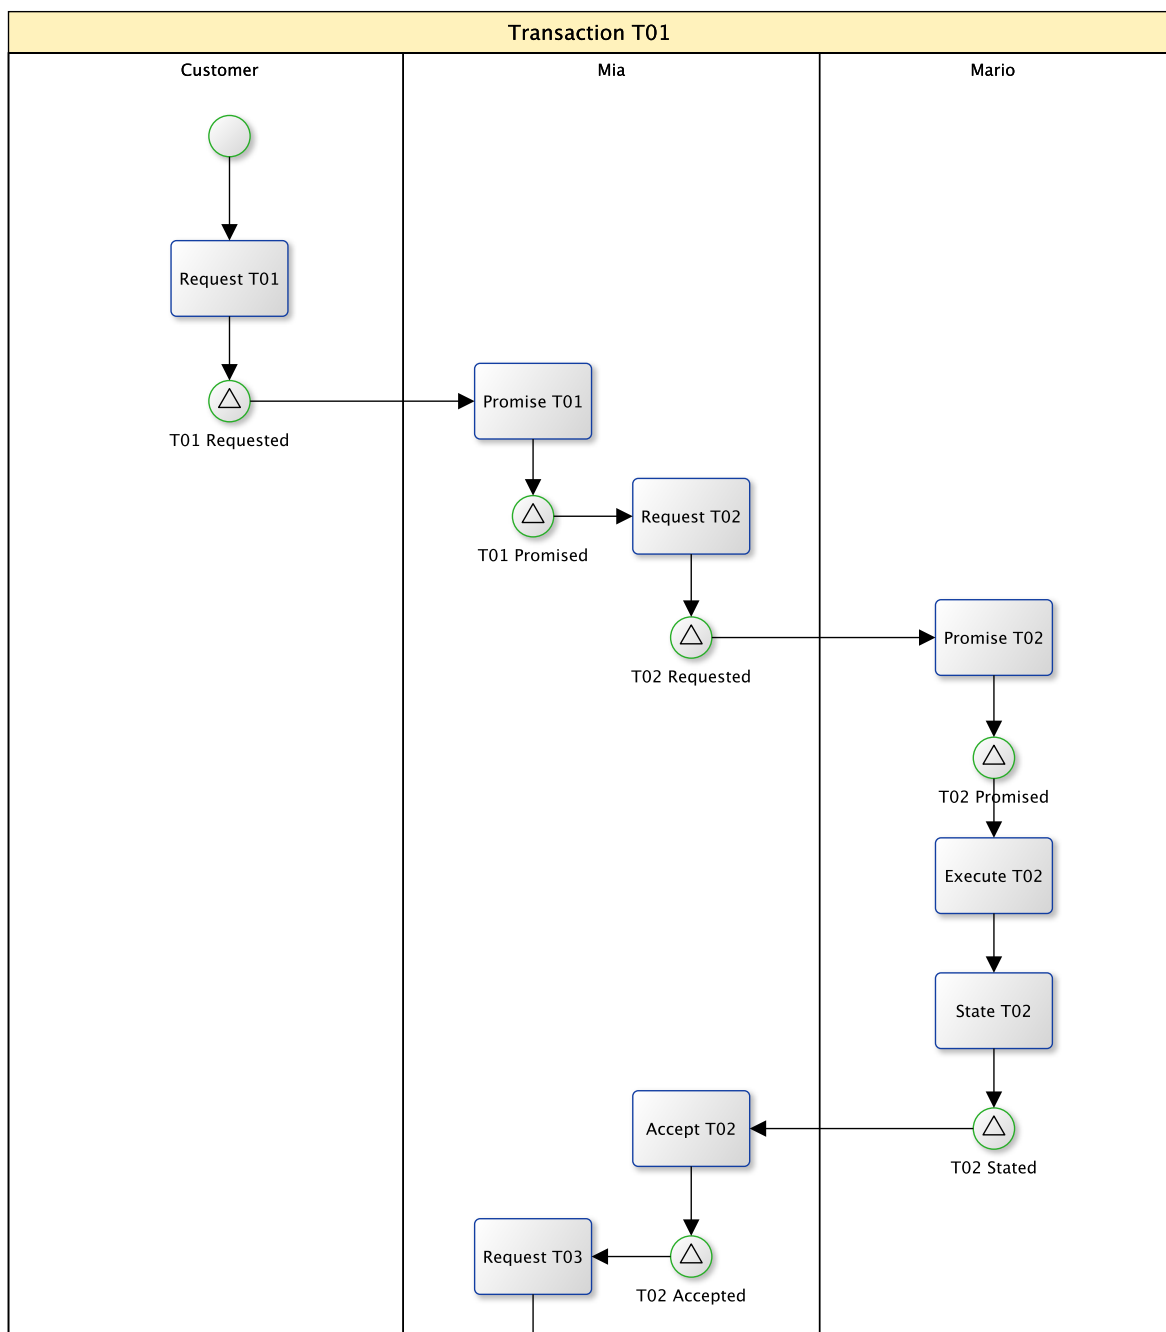 Transaction T01
Customer
Mia
Mario
Request T01
T01 Requested
Promise T01
T01 Promised
Request T02
T02 Requested
Promise T02
T02 Promised
Execute T02
State T02
T02 Stated
Accept T02
T02 Accepted
Request T03